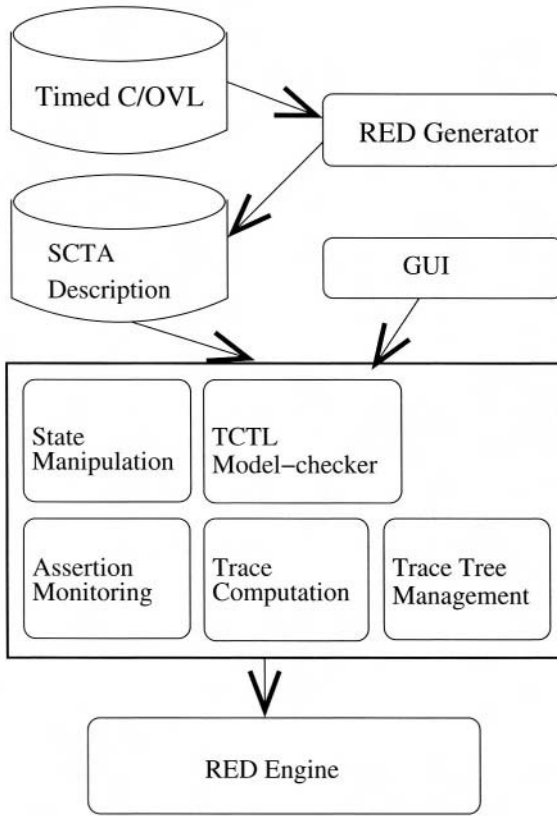 Timed C/OVL
RED Generator
SCTA
Description
GUI
State
Manipulation
TCTL
Model-checker
Assertion
Monitoring
Trace
Computation
Trace Tree
Management
RED Engine